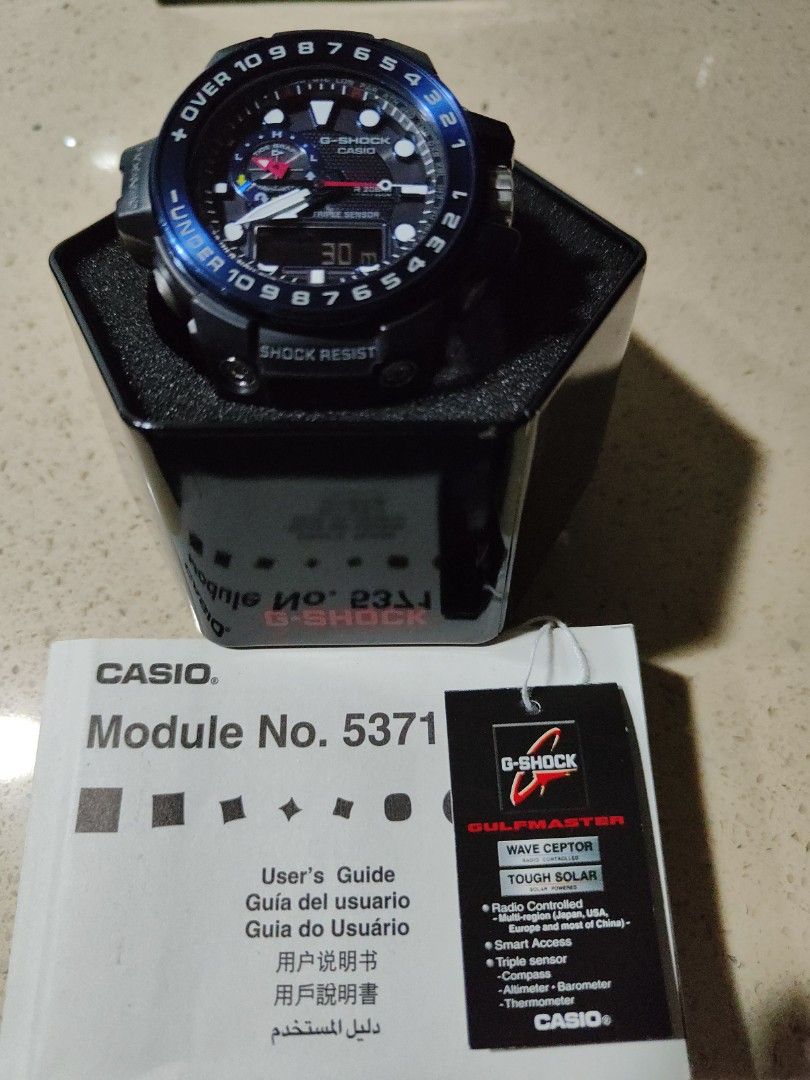 + OVER 10 9 8 7 6 5 4 3 2 1
- UNDER 10 9 8 7 6 5 4 3 2 1
G-SHOCK
CASIO
TRIPLE SENSOR
30 m
SHOCK RESIST
Module No. 5371
CASIO
G-SHOCK
CASIO®
Module No. 5371
User's Guide
Guía del usuario
Guia do Usuário
用户说明书
用戶說明書
دليل المستخدم
G-SHOCK
GULFMASTER
WAVE CEPTOR
RADIO CONTROLLED
TOUGH SOLAR
SOLAR POWERED
• Radio Controlled
- Multi-region (Japan, USA,
Europe and most of China) -
• Smart Access
• Triple sensor
- Compass
- Altimeter • Barometer
- Thermometer
CASIO®